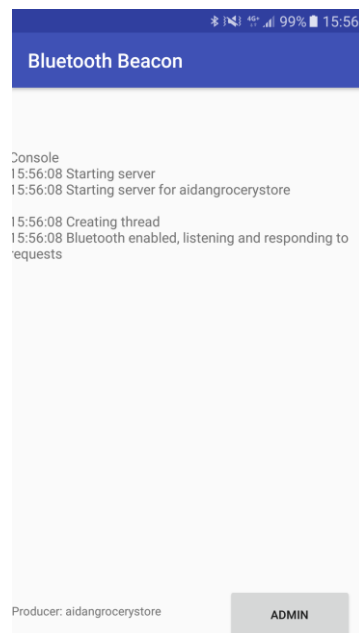 4G+ 99% 15:56
Bluetooth Beacon
Console
15:56:08 Starting server
15:56:08 Starting server for aidangrocerystore
15:56:08 Creating thread
15:56:08 Bluetooth enabled, listening and responding to
requests
Producer: aidangrocerystore
ADMIN